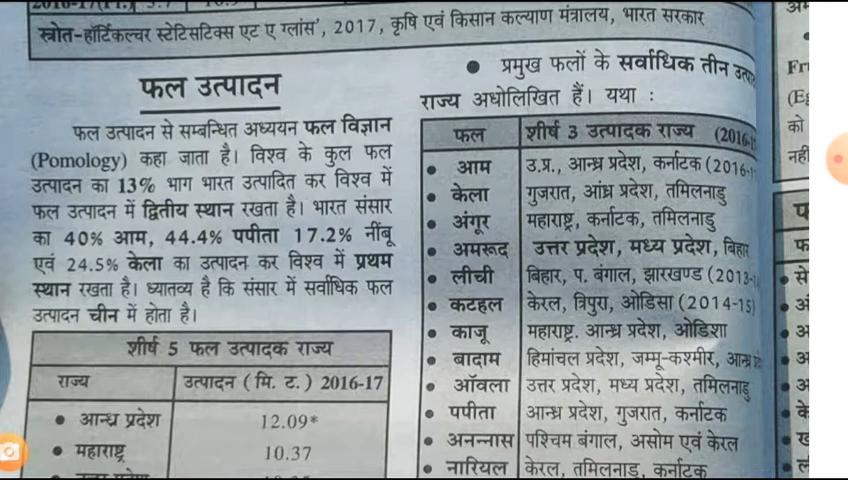 स्त्रोत-हॉर्टिकल्चर स्टेटिसटिक्स एट ए ग्लांस', 2017, कृषि एवं किसान कल्याण मंत्रालय, भारत सरकार
फल उत्पादन
फल उत्पादन से सम्बन्धित अध्ययन फल विज्ञान
(Pomology) कहा जाता है। विश्व के कुल फल
उत्पादन का 13% भाग भारत उत्पादित कर विश्व में
फल उत्पादन में द्वितीय स्थान रखता है। भारत संसार
का 40% आम, 44.4% पपीता 17.2% नींबू
एवं 24.5% केला का उत्पादन कर विश्व में प्रथम
स्थान रखता है। ध्यातव्य है कि संसार में सर्वाधिक फल
उत्पादन चीन में होता है।
शीर्ष 5 फल उत्पादक राज्य
राज्य उत्पादन (मि. ट.) 2016-17
• आन्ध्र प्रदेश 12.09*
• महाराष्ट्र 10.37
• प्रमुख फलों के सर्वाधिक तीन
राज्य अधोलिखित हैं। यथा :
फल शीर्ष 3 उत्पादक राज्य
• आम उ.प्र., आन्ध्र प्रदेश, कर्नाटक
• केला गुजरात, आंध्र प्रदेश, तमिलनाडु
• अंगूर महाराष्ट्र, कर्नाटक, तमिलनाडु
• अमरूद उत्तर प्रदेश, मध्य प्रदेश, बिहार
• लीची बिहार, प. बंगाल, झारखण्ड
• कटहल केरल, त्रिपुरा, ओडिसा (2014-15)
• काजू महाराष्ट्र. आन्ध्र प्रदेश, ओडिशा
• बादाम हिमांचल प्रदेश, जम्मू-कश्मीर,
• ऑवला उत्तर प्रदेश, मध्य प्रदेश, तमिलनाडु
• पपीता आन्ध्र प्रदेश, गुजरात, कर्नाटक
• अनन्नास पश्चिम बंगाल, असोम एवं केरल
• नारियल केरल, तमिलनाडु, कर्नाटक